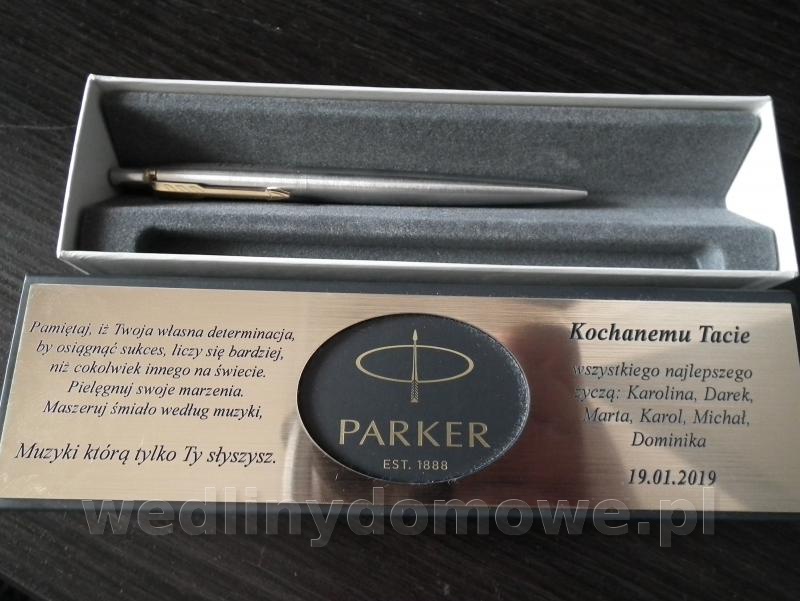 Pamiętaj, iż Twoja własna determinacja,
by osiągnąć sukces, liczy się bardziej,
niż cokolwiek innego na świecie.
Pielęgnuj swoje marzenia.
Maszeruj śmiało według muzyki,
Muzyki którą tylko Ty słyszysz.
PARKER
EST. 1888
Kochanemu Tacie
wszystkiego najlepszego
życzą: Karolina, Darek,
Marta, Karol, Michał,
Dominika
19.01.2019
wedlinydomowe.pl